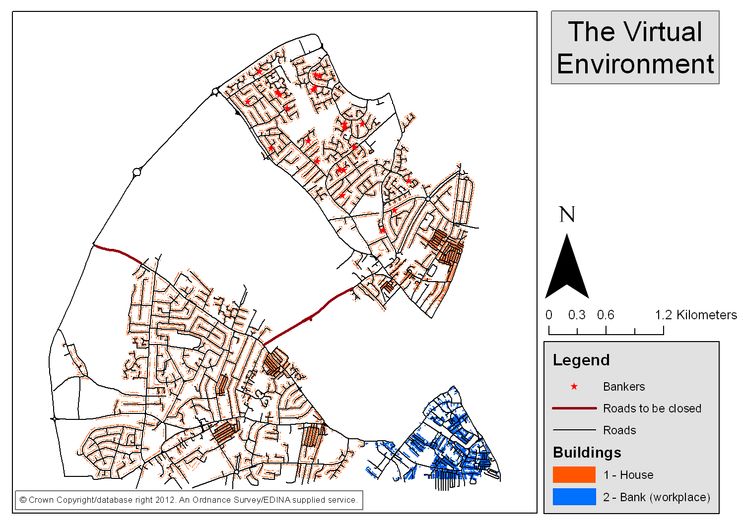 The Virtual
Environment
N
0 0.3 0.6 1.2 Kilometers
Legend
Bankers
Roads to be closed
Roads
Buildings
1 - House
2 - Bank (workplace)
© Crown Copyright/database right 2012. An Ordnance Survey/EDINA supplied service.